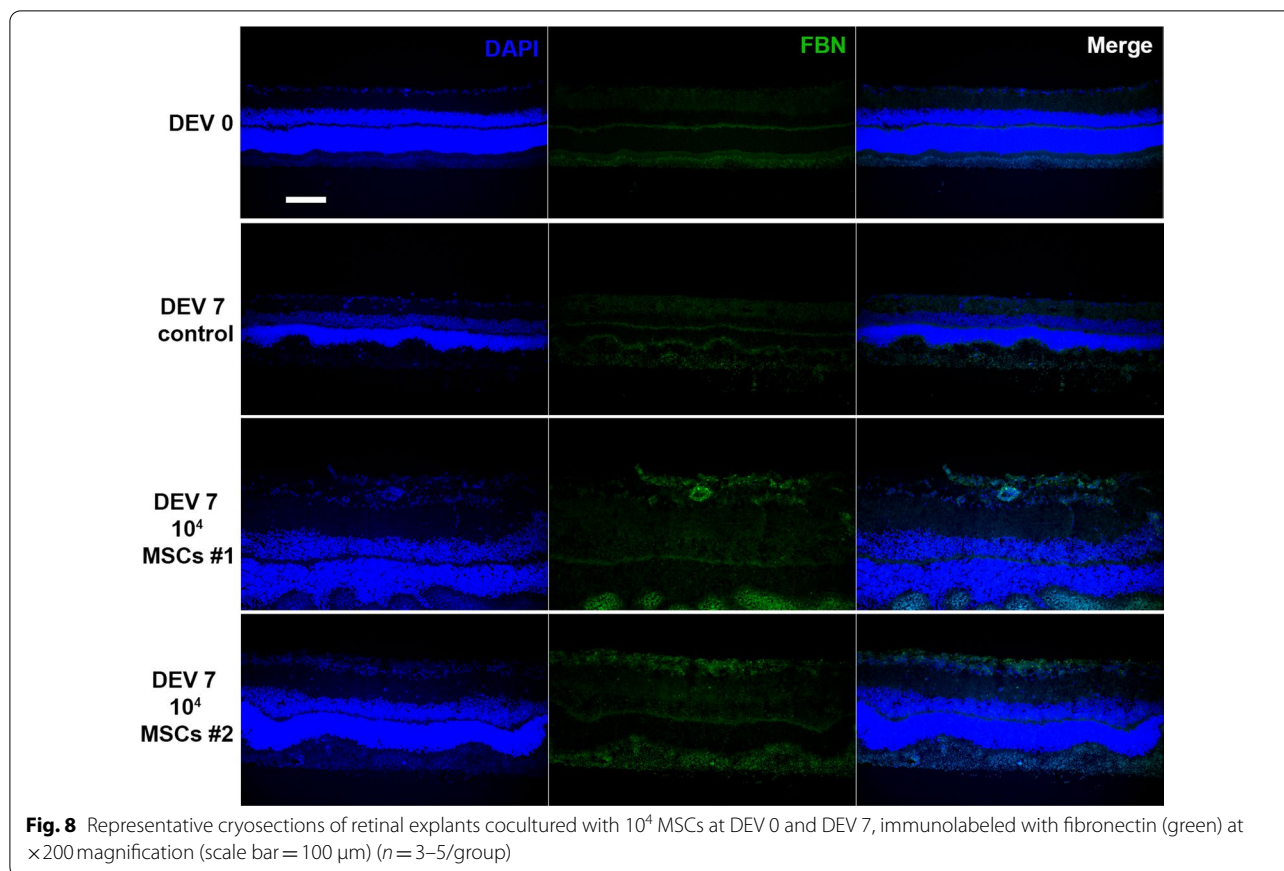 DAPI FBN Merge
DEV 0
DEV 7
control
DEV 7
10⁴
MSCs #1
DEV 7
10⁴
MSCs #2
Fig. 8 Representative cryosections of retinal explants cocultured with 10⁴ MSCs at DEV 0 and DEV 7, immunolabeled with fibronectin (green) at
×200 magnification (scale bar = 100 μm) (n = 3–5/group)